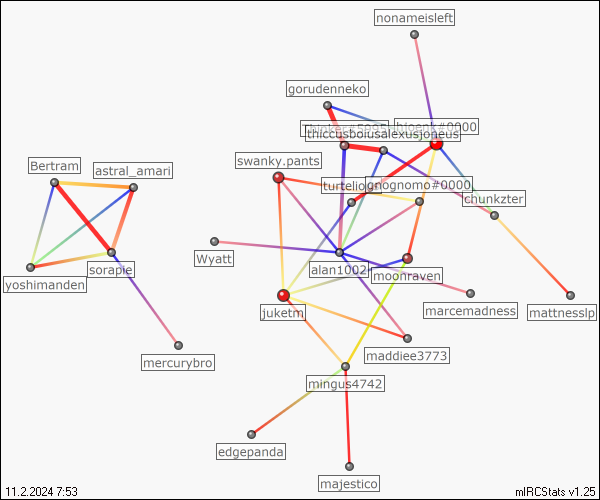 nonameisleft
gorudenneko
thiccusboiusalexusjoneus
swanky.pants
Bertram
astral_amari
gnognomo#0000
chunkzter
Wyatt
alan1002
moonraven
yoshimanden
sorapie
juketm
marcemadness
mattnesslp
mercurybro
maddiee3773
mingus4742
edgepanda
majestico
11.2.2024 7:53
mIRCStats v1.25